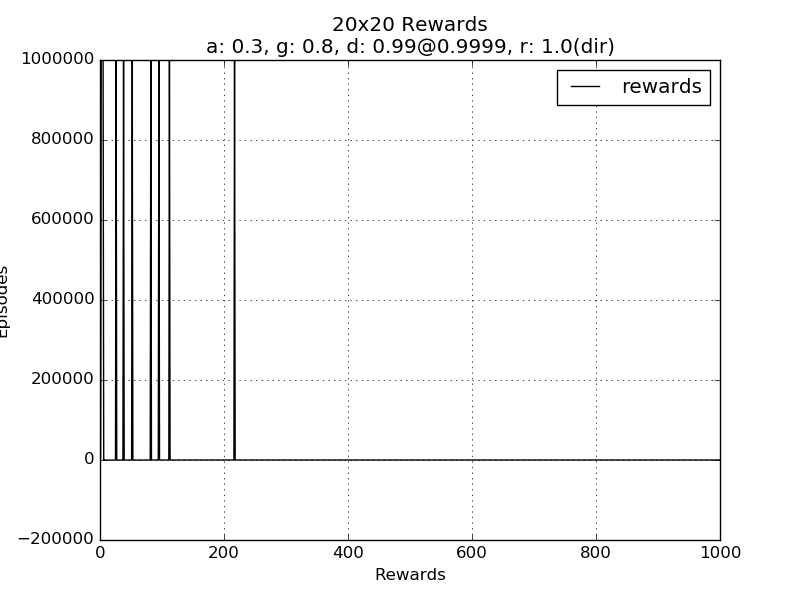 20x20 Rewards
a: 0.3, g: 0.8, d: 0.99@0.9999, r: 1.0(dir)
rewards
1000000
800000
600000
400000
200000
0
−200000
Episodes
0 200 400 600 800 1000
Rewards